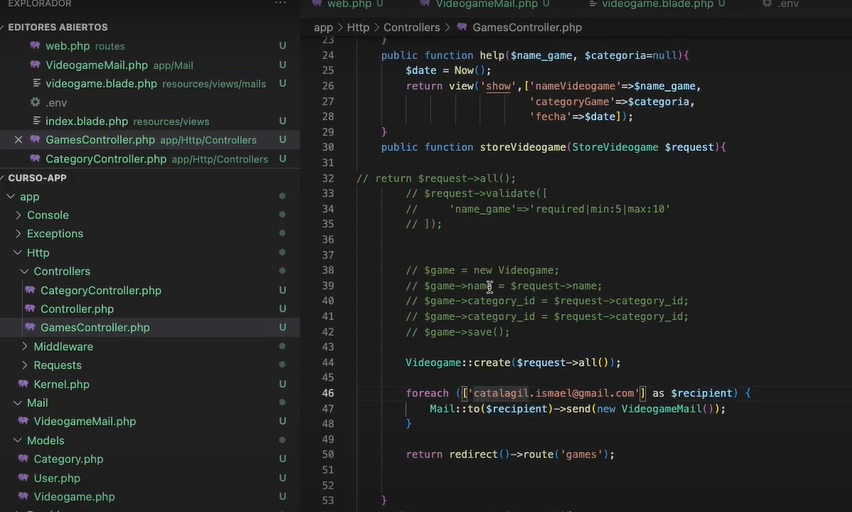 EXPLORADOR ...
EDITORES ABIERTOS
web.php routes U
VideogameMail.php app/Mail U
videogame.blade.php resources/views/mails U
.env
index.blade.php resources/views U
GamesController.php app/Http/Controllers U
CategoryController.php app/Http/Controllers U
CURSO-APP
app
Console
Exceptions
Http
Controllers
CategoryController.php U
Controller.php U
GamesController.php U
Middleware
Requests
Kernel.php U
Mail
VideogameMail.php U
Models
Category.php U
User.php U
Videogame.php U
web.php U VideogameMail.php U videogame.blade.php U .env
app > Http > Controllers > GamesController.php
23 }
24 public function help($name_game, $categoria=null){
25 $date = Now();
26 return view('show',['nameVideogame'=>$name_game,
27 'categoryGame'=>$categoria,
28 'fecha'=>$date]);
29 }
30 public function storeVideogame(StoreVideogame $request){
31
32 // return $request->all();
33 // $request->validate([
34 // 'name_game'=>'required|min:5|max:10'
35 // ]);
36
37
38 // $game = new Videogame;
39 // $game->name = $request->name;
40 // $game->category_id = $request->category_id;
41 // $game->category_id = $request->category_id;
42 // $game->save();
43
44 Videogame::create($request->all());
45
46 foreach (['catalagil.ismael@gmail.com'] as $recipient) {
47 Mail::to($recipient)->send(new VideogameMail());
48 }
49
50 return redirect()->route('games');
51
52
53 }